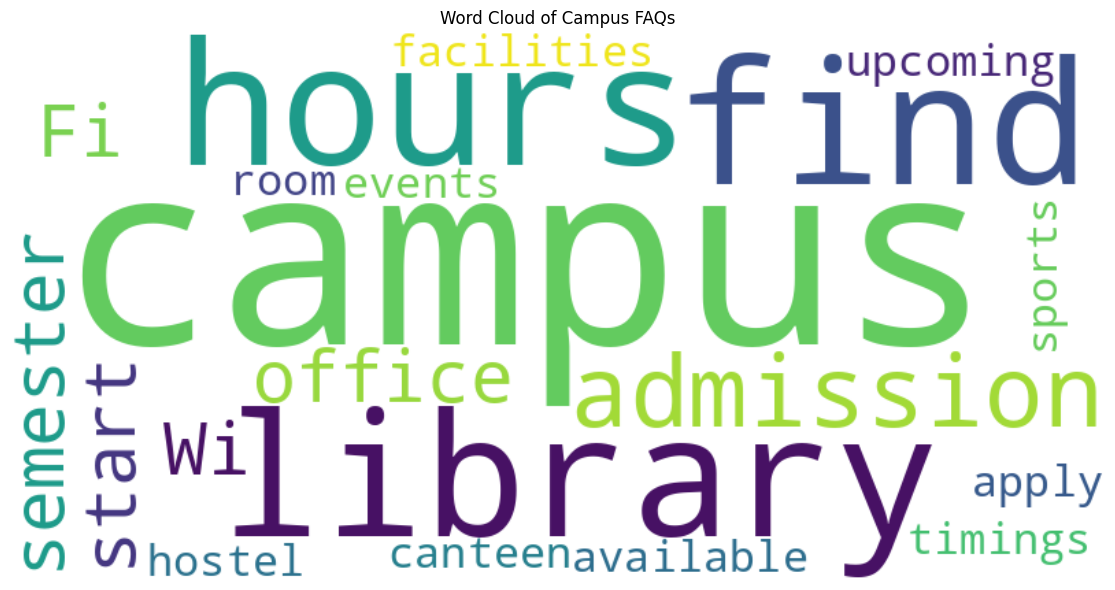 Word Cloud of Campus FAQs
facilities
upcoming
hours
find
Fi
room
events
campus
sports
semester
start
office
admission
Wi
library
apply
timings
hostel
canteen
available